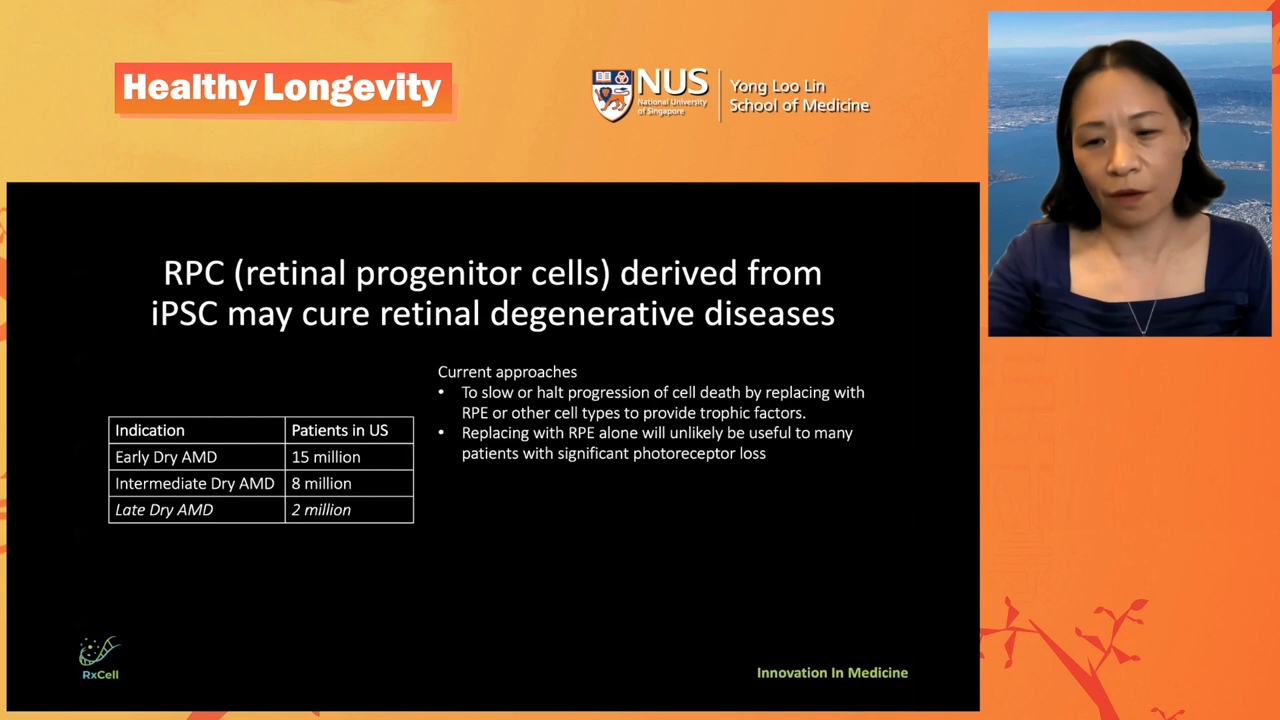 Healthy Longevity
NUS
National University
of Singapore
Yong Loo Lin
School of Medicine
RPC (retinal progenitor cells) derived from
iPSC may cure retinal degenerative diseases
Current approaches
• To slow or halt progression of cell death by replacing with
RPE or other cell types to provide trophic factors.
• Replacing with RPE alone will unlikely be useful to many
patients with significant photoreceptor loss
Indication Patients in US
Early Dry AMD 15 million
Intermediate Dry AMD 8 million
Late Dry AMD 2 million
RxCell
Innovation In Medicine